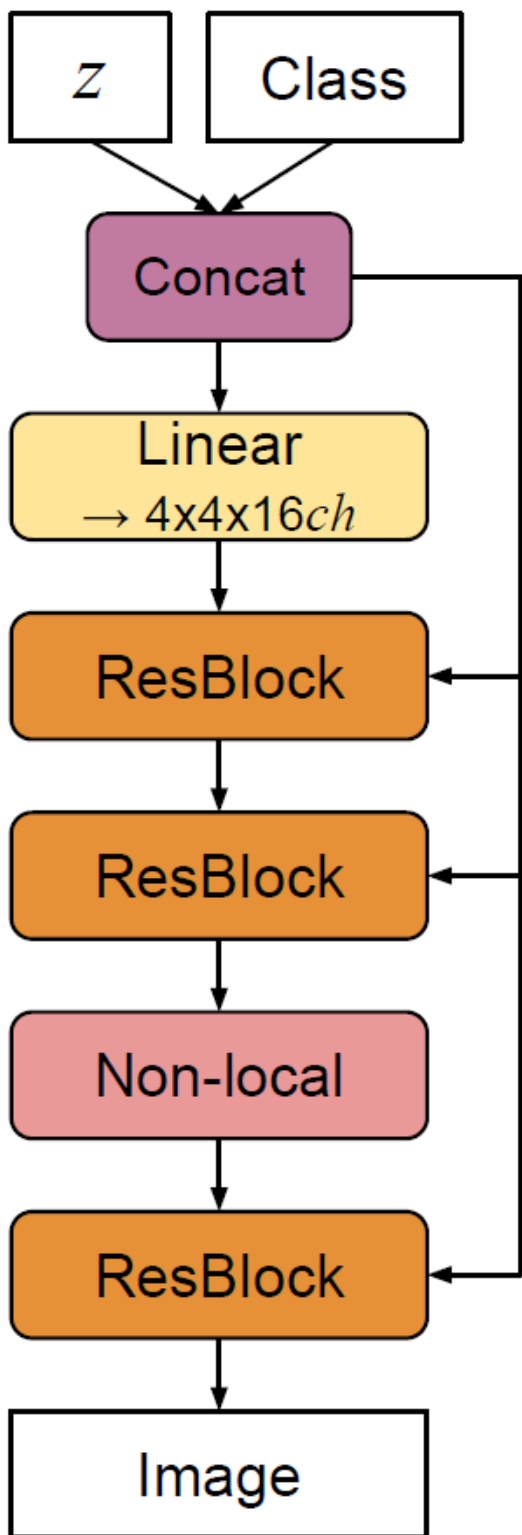 z
Class
Concat
Linear
→ 4x4x16ch
ResBlock
ResBlock
Non-local
ResBlock
Image